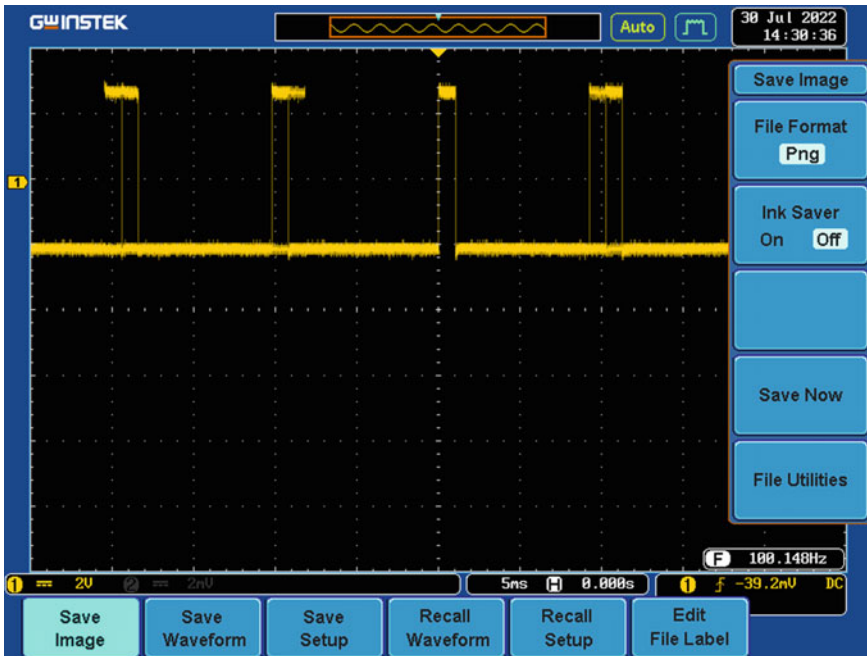 GWINSTEK
Auto
30 Jul 2022
14:30:36
Save Image
File Format
Png
Ink Saver
On Off
Save Now
File Utilities
1
F 100.148Hz
1 2V 2 2mV 5ms H 0.000s 1 -39.2mV DC
Save Image
Save Waveform
Save Setup
Recall Waveform
Recall Setup
Edit File Label